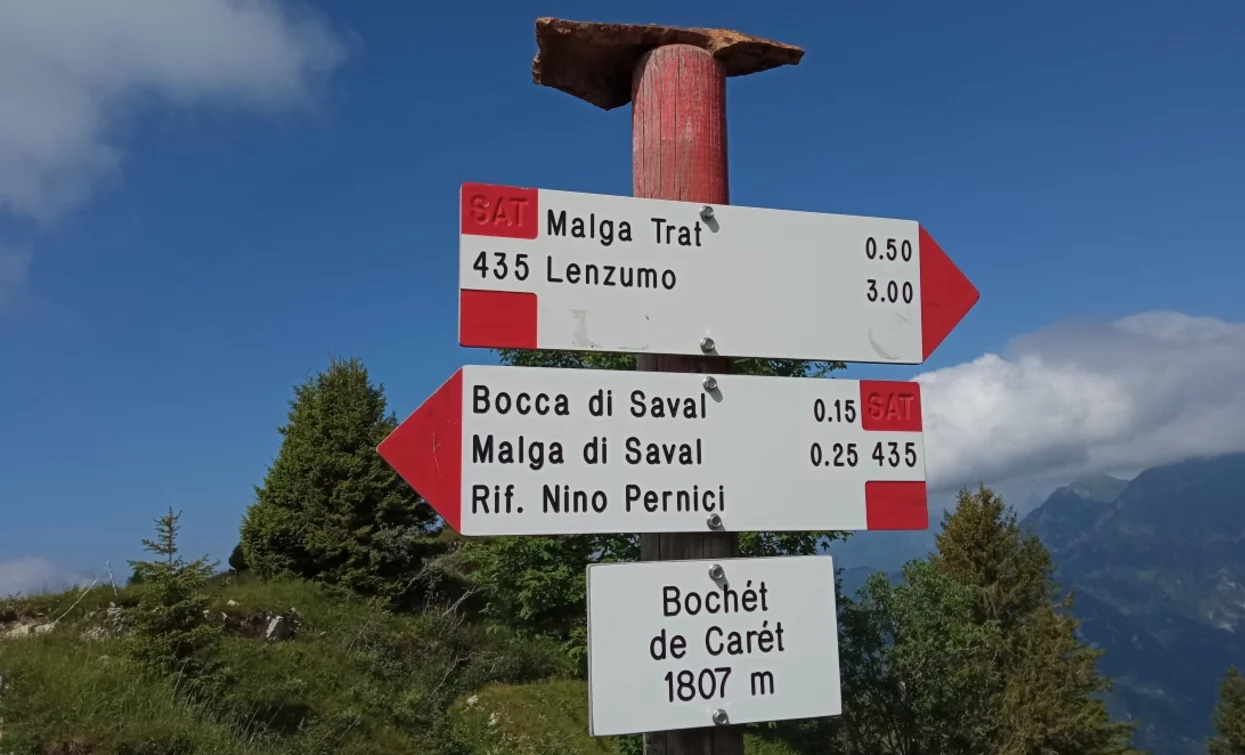 SAT Malga Trat 0.50
435 Lenzumo 3.00
Bocca di Saval 0.15 SAT
Malga di Saval 0.25 435
Rif. Nino Pernici
Bochét
de Carét
1807 m